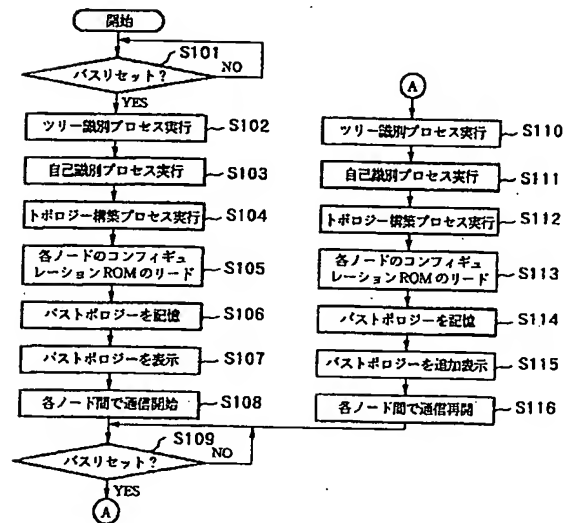 開始
S101
バスリセット?
NO
YES
ツリー識別プロセス実行
S102
自己識別プロセス実行
S103
トポロジー構築プロセス実行
S104
各ノードのコンフィギュ
レーションROMのリード
S105
バストポロジーを記憶
S106
バストポロジーを表示
S107
各ノード間で通信開始
S108
S109
バスリセット?
NO
YES
A
A
ツリー識別プロセス実行
S110
自己識別プロセス実行
S111
トポロジー構築プロセス実行
S112
各ノードのコンフィギュ
レーションROMのリード
S113
バストポロジーを記憶
S114
バストポロジーを追加表示
S115
各ノード間で通信再開
S116